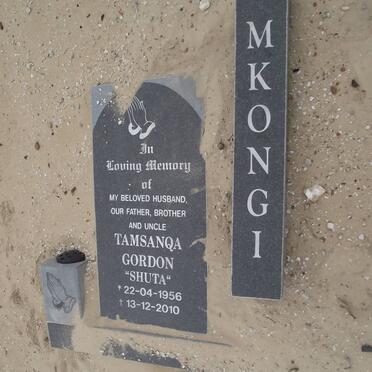 In
Loving Memory
of
MY BELOVED HUSBAND,
OUR FATHER, BROTHER
AND UNCLE
TAMSANQA
GORDON
"SHUTA"
†22-04-1956
†13-12-2010
MKONGI